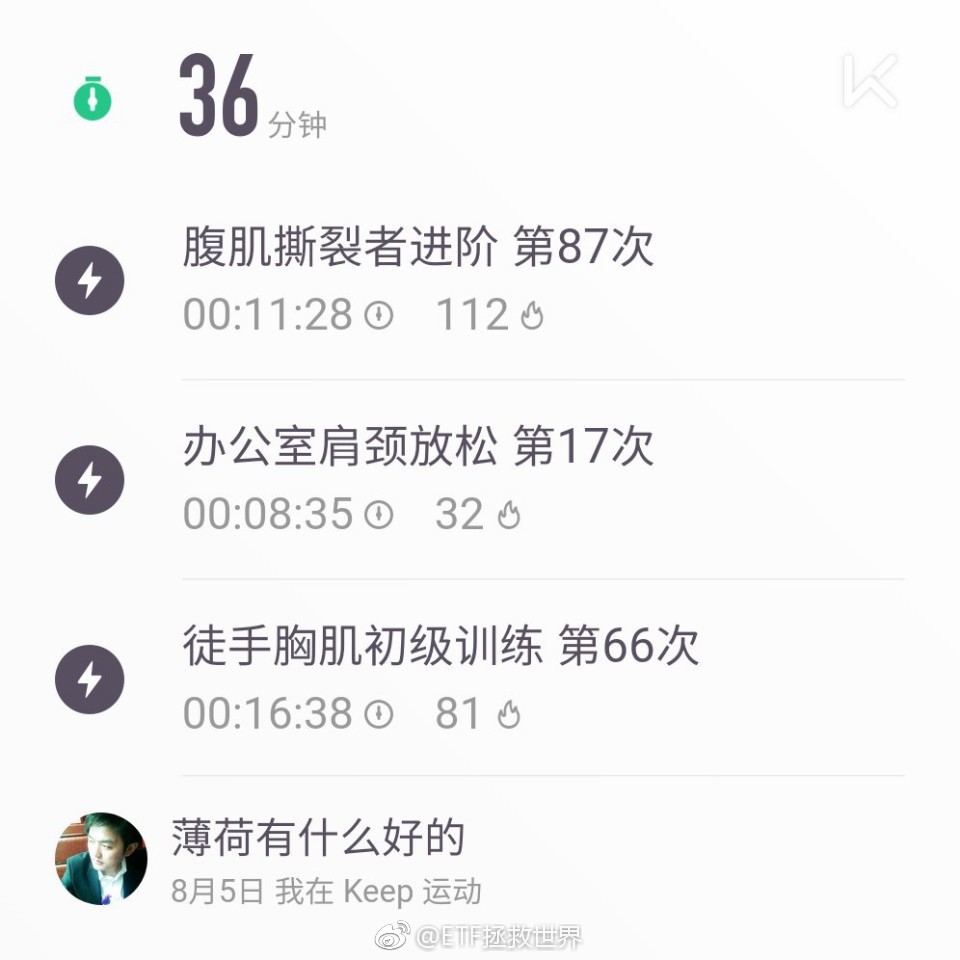 36分钟
腹肌撕裂者进阶 第87次
00:11:28 112
办公室肩颈放松 第17次
00:08:35 32
徒手胸肌初级训练 第66次
00:16:38 81
薄荷有什么好的
8月5日 我在 Keep 运动
@ETF拯救世界